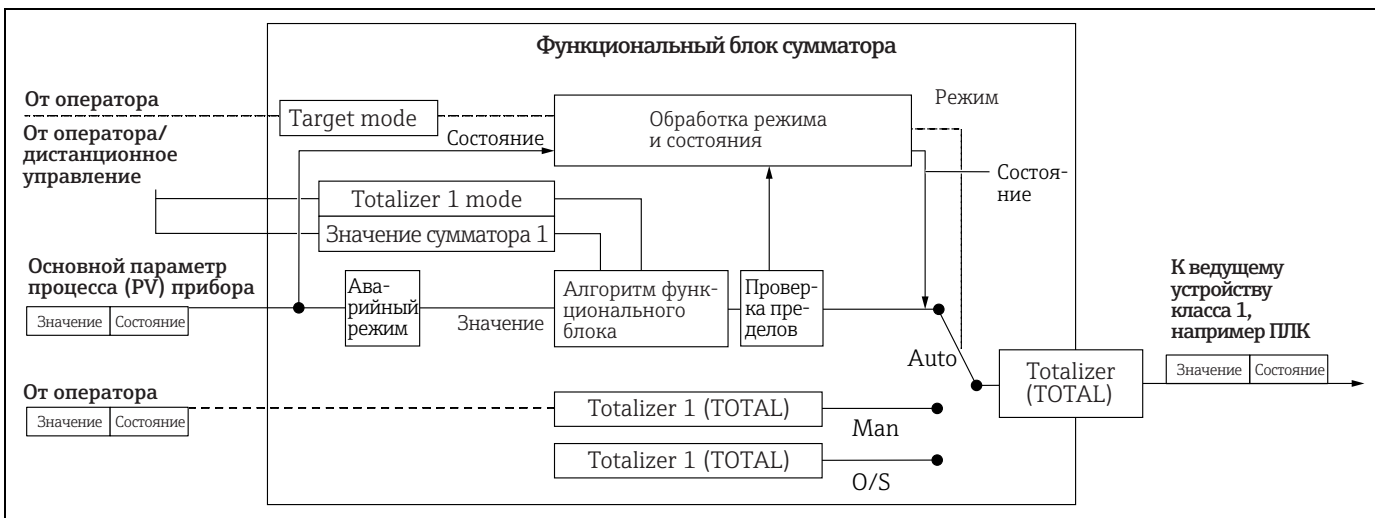 Функциональный блок сумматора
От оператора
Target mode
Состояние
Обработка режима
и состояния
Режим
От оператора/
дистанционное
управление
Состоя-
ние
Totalizer 1 mode
Значение сумматора 1
Основной параметр
процесса (PV) прибора
Значение Состояние
Ава-
рийный
режим
Значение
Алгоритм функ-
ционального
блока
Провер-
ка пре-
делов
Auto
Totalizer
(TOTAL)
К ведущему
устройству
класса 1,
например ПЛК
Значение Состояние
От оператора
Значение Состояние
Totalizer 1 (TOTAL)
Man
Totalizer 1 (TOTAL)
O/S